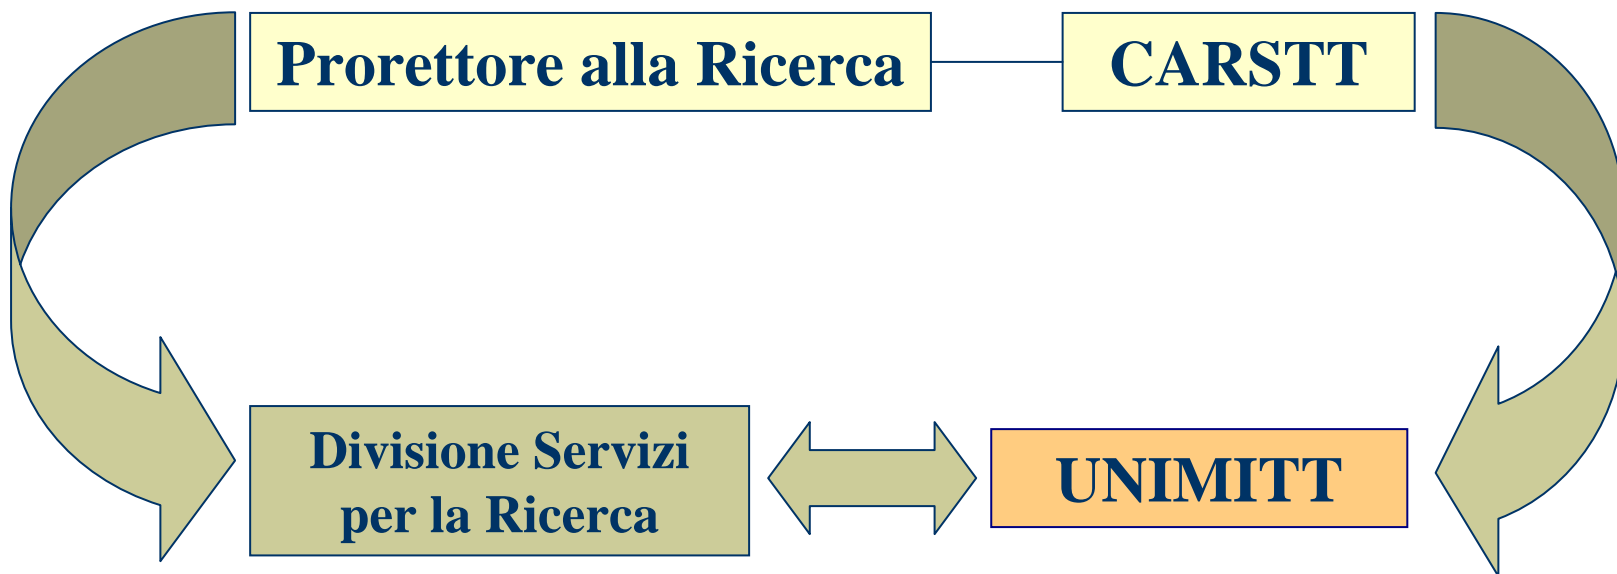 Prorettore alla Ricerca
CARSTT
Divisione Servizi
per la Ricerca
UNIMITT